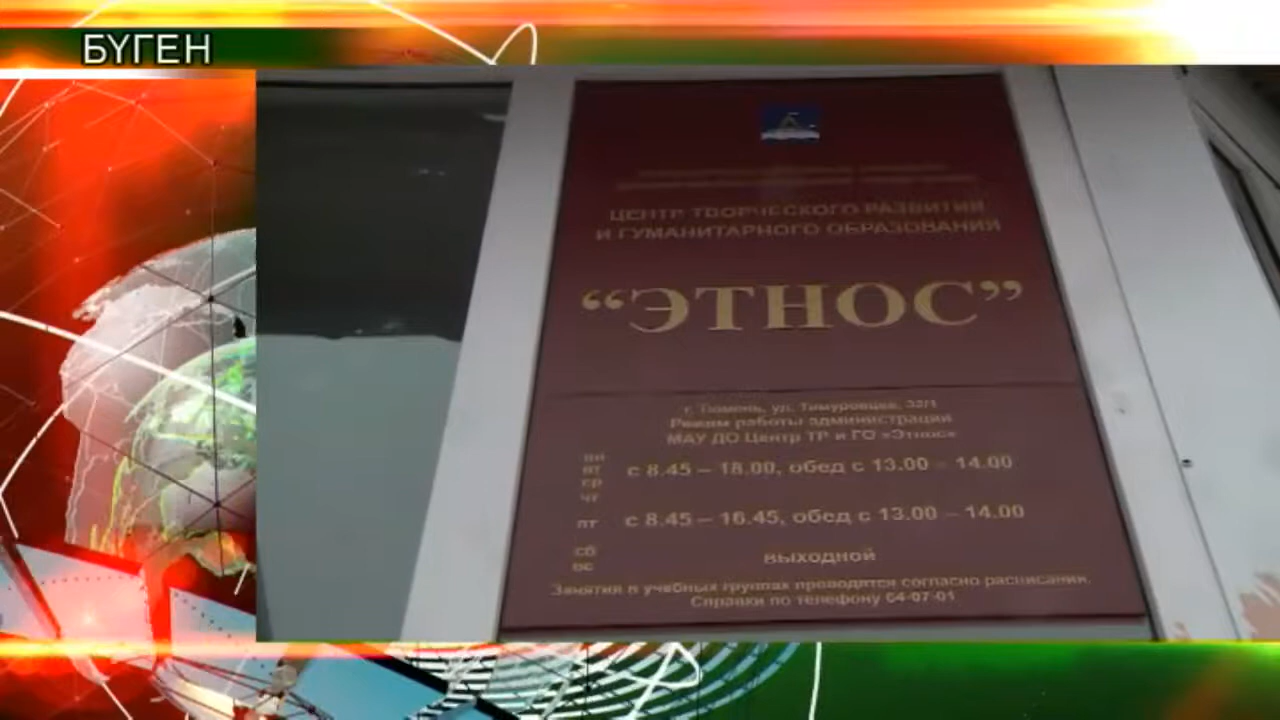 БҮГЕН
ЦЕНТР ТВОРЧЕСКОГО РАЗВИТИЯ
И ГУМАНИТАРНОГО ОБРАЗОВАНИЯ
“ЭТНОС”
г. Тюмень, ул. Тимуровцев, 32/1
Режим работы администрации
МАУ ДО Центр ТР и ГО «Этнос»
пн
вт
ср
чт
с 8.45 – 18.00, обед с 13.00 – 14.00
пт с 8.45 – 16.45, обед с 13.00 – 14.00
сб
вс
ВЫХОДНОЙ
Занятия в учебных группах проводятся согласно расписания.
Справки по телефону 64-07-01